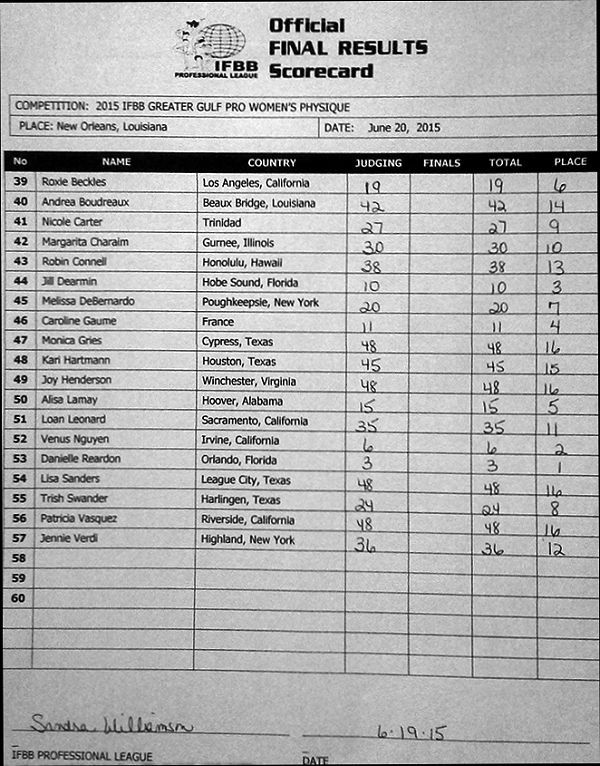 IFBB
PROFESSIONAL LEAGUE
Official
FINAL RESULTS
Scorecard
COMPETITION: 2015 IFBB GREATER GULF PRO WOMEN'S PHYSIQUE
PLACE: New Orleans, Louisiana DATE: June 20, 2015
No NAME COUNTRY JUDGING FINALS TOTAL PLACE
39 Roxie Beckles Los Angeles, California 19 19 6
40 Andrea Boudreaux Beaux Bridge, Louisiana 42 42 14
41 Nicole Carter Trinidad 27 27 9
42 Margarita Charaim Gurnee, Illinois 30 30 10
43 Robin Connell Honolulu, Hawaii 38 38 13
44 Jill Dearmin Hobe Sound, Florida 10 10 3
45 Melissa DeBernardo Poughkeepsie, New York 20 20 7
46 Caroline Gaume France 11 11 4
47 Monica Gries Cypress, Texas 48 48 16
48 Kari Hartmann Houston, Texas 45 45 15
49 Joy Henderson Winchester, Virginia 48 48 16
50 Alisa Lamay Hoover, Alabama 15 15 5
51 Loan Leonard Sacramento, California 35 35 11
52 Venus Nguyen Irvine, California 6 6 2
53 Danielle Reardon Orlando, Florida 3 3 1
54 Lisa Sanders League City, Texas 48 48 16
55 Trish Swander Harlingen, Texas 24 24 8
56 Patricia Vasquez Riverside, California 48 48 16
57 Jennie Verdi Highland, New York 36 36 12
58
59
60
Sandra Williamson 6-19-15
IFBB PROFESSIONAL LEAGUE DATE